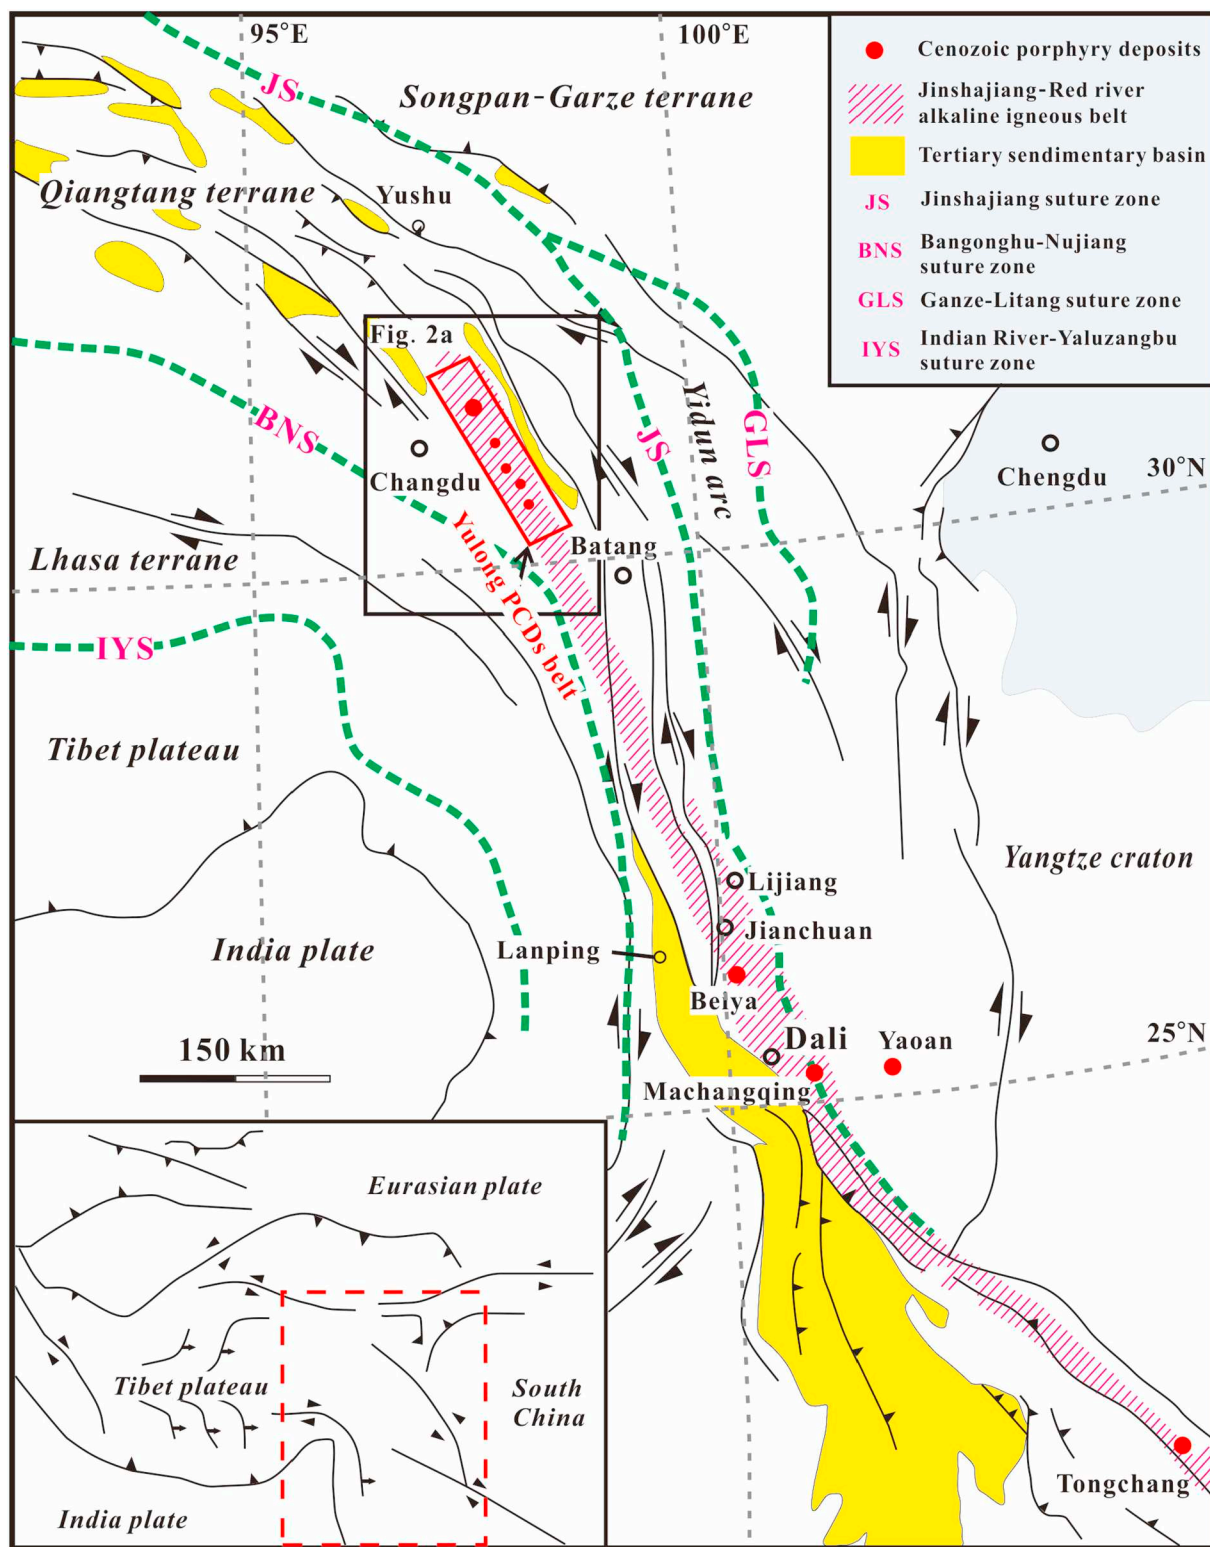 95°E
100°E
JS
Songpan-Garze terrane
Qiangtang terrane
Yushu
Cenozoic porphyry deposits
Jinshajiang-Red river
alkaline igneous belt
Tertiary sendimentary basin
JS
Jinshajiang suture zone
BNS
Bangonghu-Nujiang
suture zone
GLS
Ganze-Litang suture zone
IYS
Indian River-Yaluzangbu
suture zone
Fig. 2a
BNS
Changdu
JS
Yidun arc
GLS
Chengdu
30°N
Lhasa terrane
Yulong PCDs belt
Batang
IYS
Tibet plateau
Yangtze craton
Lijiang
Jianchuan
India plate
Lanping
Beiya
Dali
Yaoan
25°N
150 km
Machangqing
Eurasian plate
Tibet plateau
South
China
India plate
Tongchang